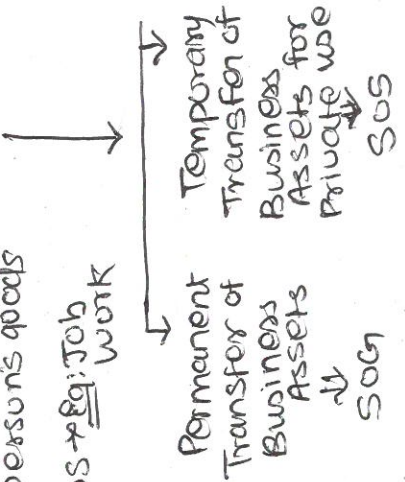 person's goods
S → Eg: Job
work
Permanent
Transfer of
Business
Assets
⇓
SOG
Temporary
Transfer of
Business
Assets for
Private use
⇓
SOS